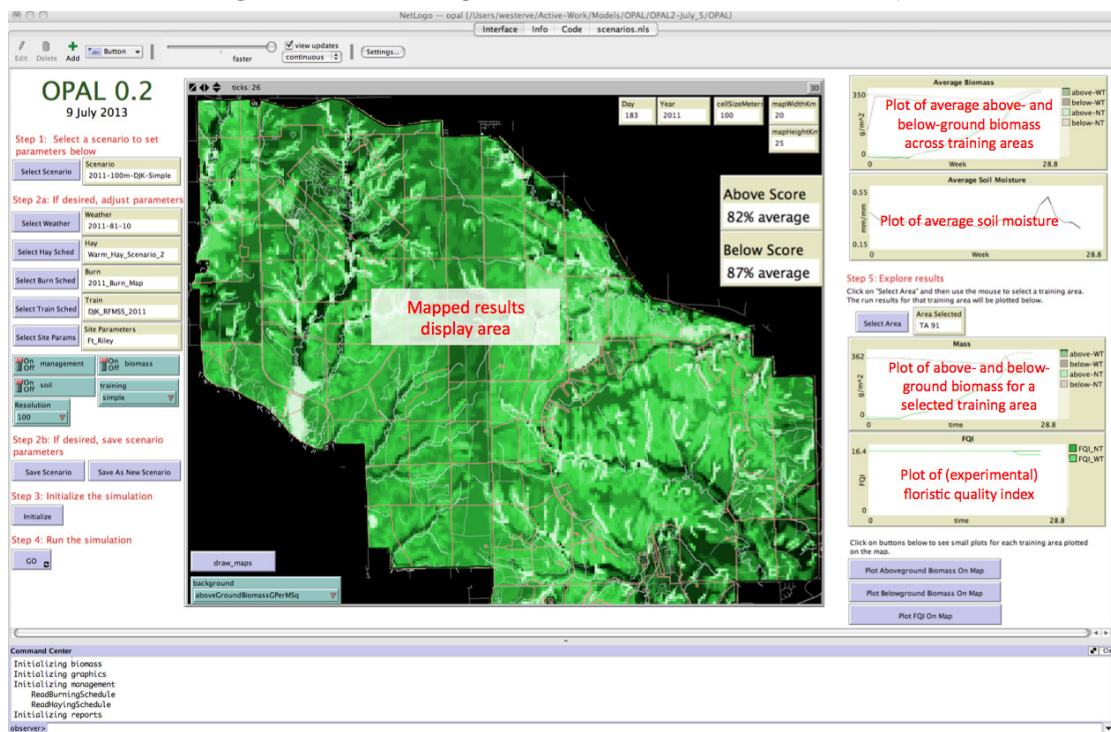 NetLogo — opal {/Users/westerve/Active-Work/Models/OPAL/OPAL2-July_5/OPAL}
Interface Info Code scenarios.nls
Edit Delete Add
abc Button
faster
view updates
continuous
Settings...
OPAL 0.2
9 July 2013
Step 1: Select a scenario to set
parameters below
Select Scenario
Scenario
2011-100m-DJK-Simple
Step 2a: If desired, adjust parameters
Select Weather
Weather
2011-81-10
Select Hay Sched
Hay
Warm_Hay_Scenario_2
Select Burn Sched
Burn
2011_Burn_Map
Select Train Sched
Train
DJK_RFMSS_2011
Select Site Params
Site Parameters
Ft_Riley
On
Off
management
On
Off
biomass
On
Off
soil
training
simple
Resolution
100
Step 2b: If desired, save scenario
parameters
Save Scenario
Save As New Scenario
Step 3: Initialize the simulation
Initialize
Step 4: Run the simulation
GO
ticks: 26
3D
Day
183
Year
2011
cellSizeMeters
100
mapWidthKm
20
mapHeightKm
25
Above Score
82% average
Below Score
87% average
Mapped results
display area
draw_maps
background
aboveGroundBiomassGPerMSq
Average Biomass
350
g/m^2
0
0
Week
28.8
above-WT
below-WT
above-NT
below-NT
Plot of average above- and
below-ground biomass
across training areas
Average Soil Moisture
0.55
mm/mm
0.15
0
Week
28.8
Plot of average soil moisture
Step 5: Explore results
Click on "Select Area" and then use the mouse to select a training area.
The run results for that training area will be plotted below.
Select Area
Area Selected
TA 91
Mass
362
g/m^2
0
0
time
28.8
above-WT
below-WT
above-NT
below-NT
Plot of above- and below-
ground biomass for a
selected training area
FQI
16.4
FQI
0
0
time
28.8
FQI_NT
FQI_WT
Plot of (experimental)
floristic quality index
Click on buttons below to see small plots for each training area plotted
on the map.
Plot Aboveground Biomass On Map
Plot Belowground Biomass On Map
Plot FQI On Map
Command Center
Initializing biomass
Initializing graphics
Initializing management
ReadBurningSchedule
ReadHayingSchedule
Initializing reports
observer>